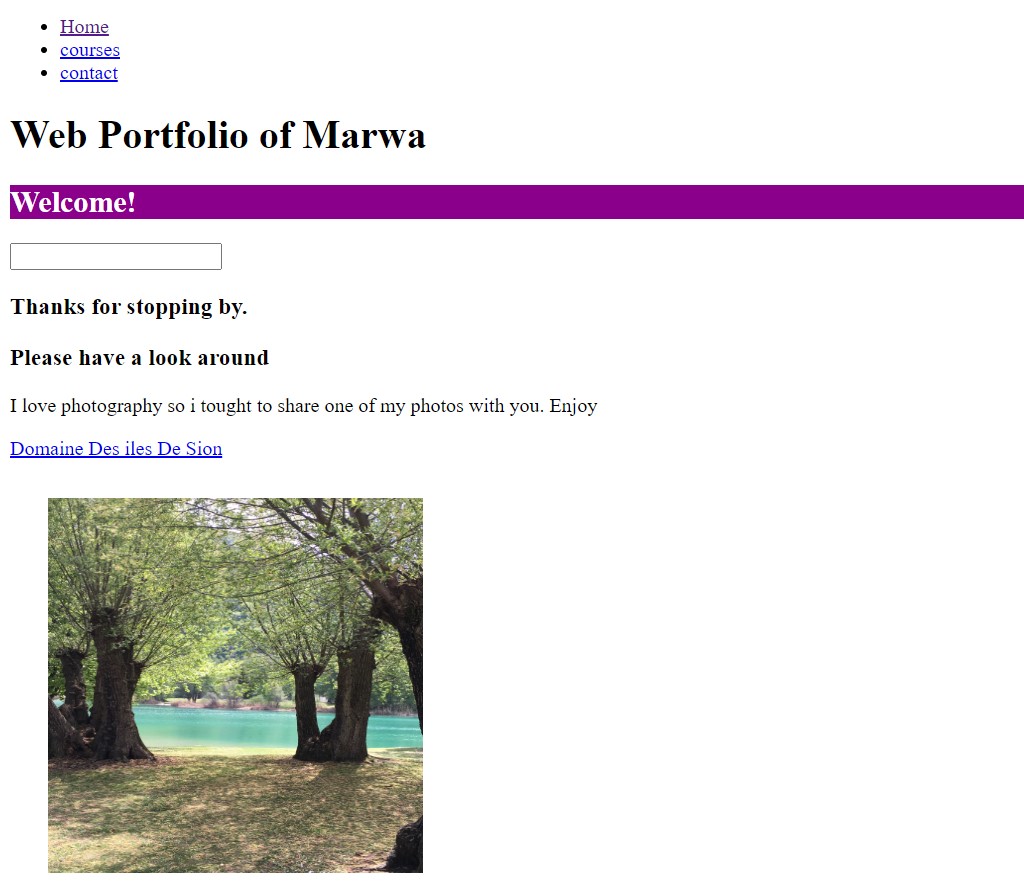 Home
courses
contact
Web Portfolio of Marwa
Welcome!
Thanks for stopping by.
Please have a look around
I love photography so i tought to share one of my photos with you. Enjoy
Domaine Des iles De Sion